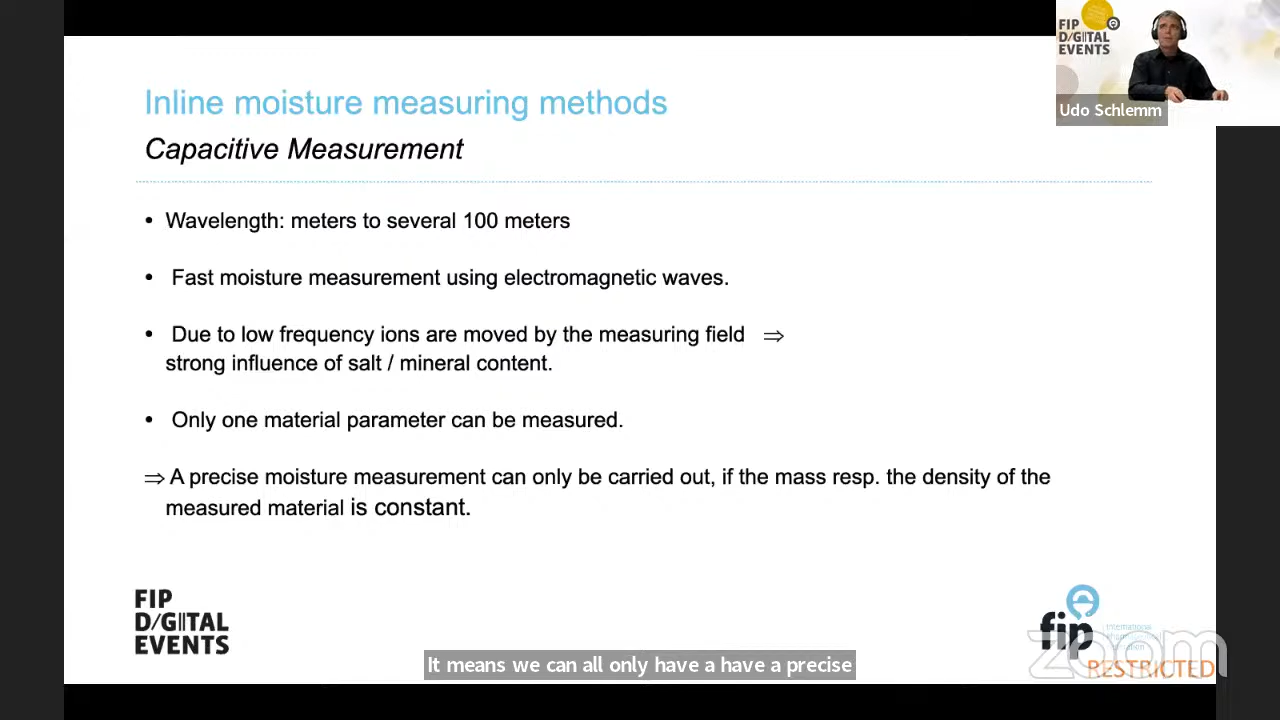 FIP
D/GITAL
EVENTS
Udo Schlemm
Inline moisture measuring methods
Capacitive Measurement
• Wavelength: meters to several 100 meters
• Fast moisture measurement using electromagnetic waves.
• Due to low frequency ions are moved by the measuring field ⇒
strong influence of salt / mineral content.
• Only one material parameter can be measured.
⇒ A precise moisture measurement can only be carried out, if the mass resp. the density of the
measured material is constant.
FIP
D/GITAL
EVENTS
fip
International
zoom
RESTRICTED
It means we can all only have a have a precise